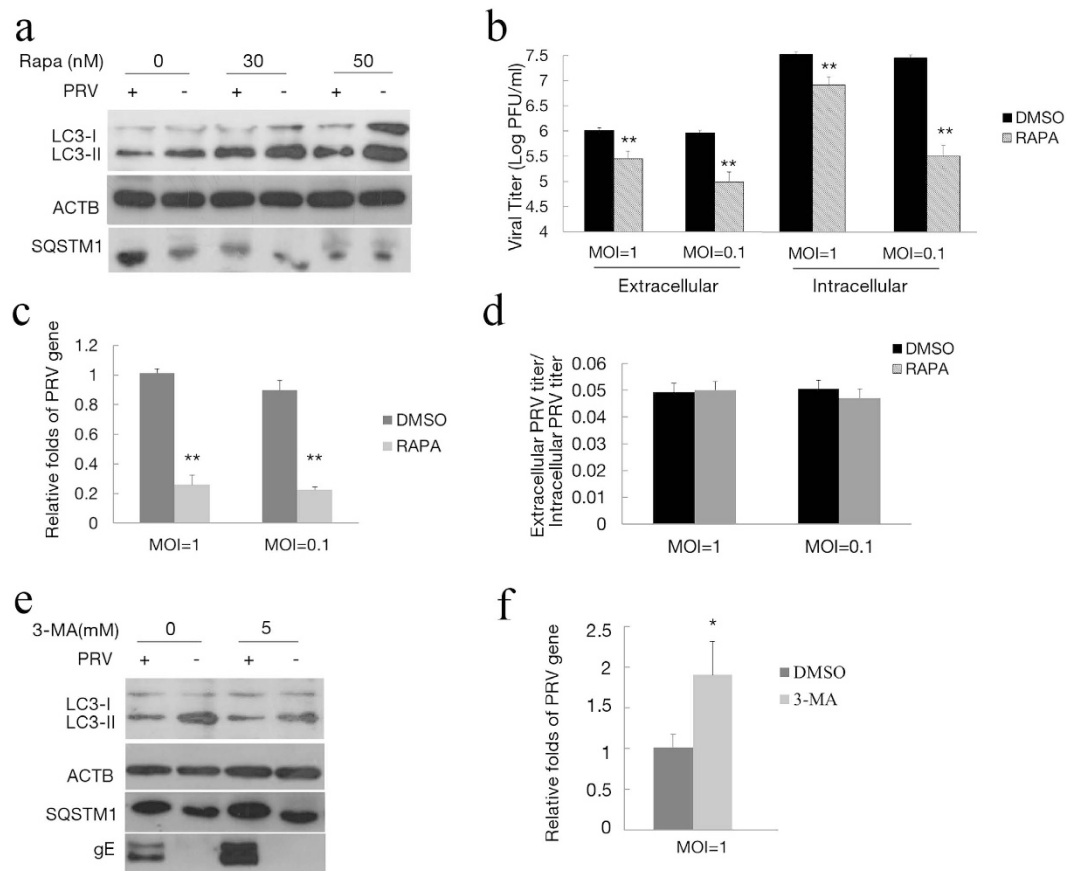 a
Rapa (nM) 0 30 50
PRV + - + - + -
LC3-I
LC3-II
ACTB
SQSTM1
b
Viral Titer (Log PFU/ml)
7.5
7
6.5
6
5.5
5
4.5
4
** ** ** **
DMSO
RAPA
MOI=1 MOI=0.1 MOI=1 MOI=0.1
Extracellular Intracellular
c
Relative folds of PRV gene
1.2
1
0.8
0.6
0.4
0.2
0
** **
DMSO
RAPA
MOI=1 MOI=0.1
d
Extracellular PRV titer/
Intracellular PRV titer
0.06
0.05
0.04
0.03
0.02
0.01
0
DMSO
RAPA
MOI=1 MOI=0.1
e
3-MA(mM) 0 5
PRV + - + -
LC3-I
LC3-II
ACTB
SQSTM1
gE
f
Relative folds of PRV gene
2.5
2
1.5
1
0.5
0
*
DMSO
3-MA
MOI=1